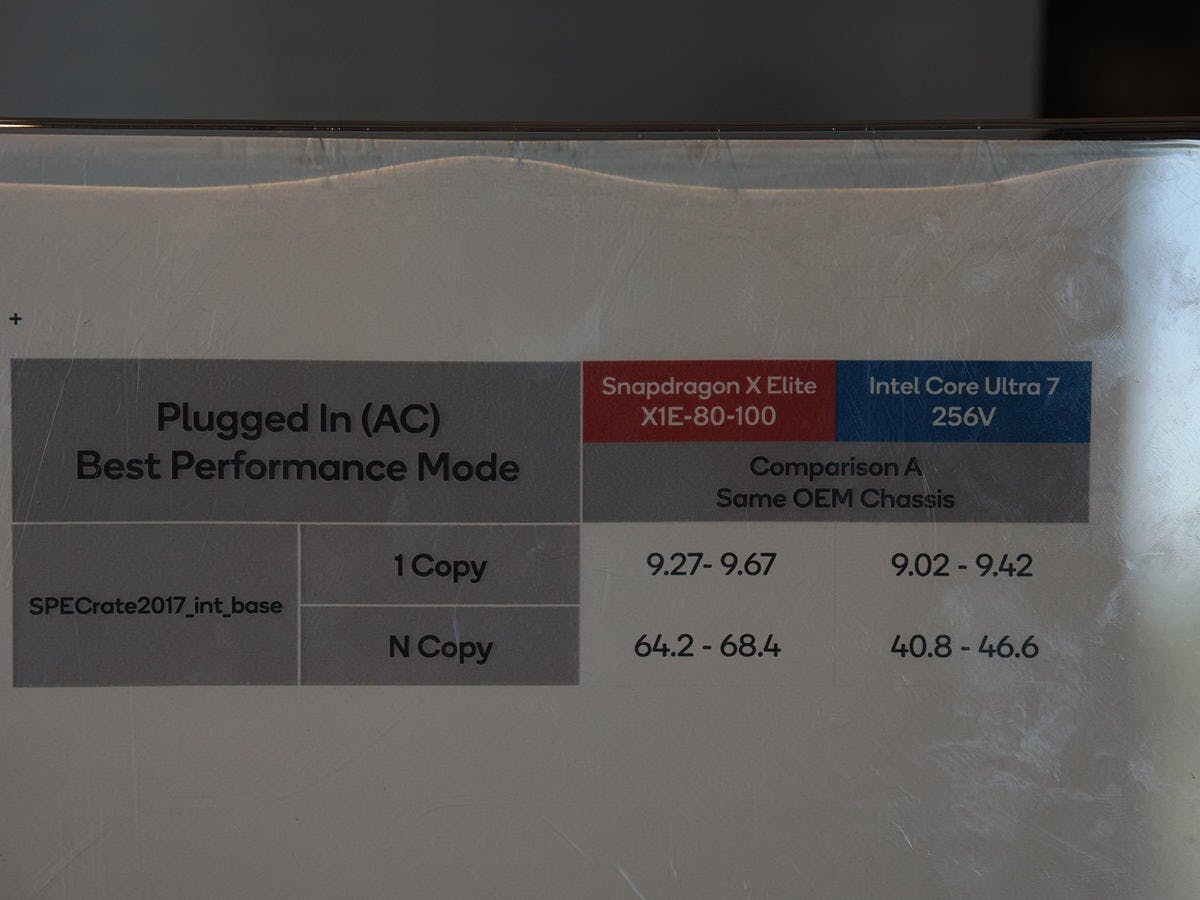 +
Plugged In (AC)
Best Performance Mode
Snapdragon X Elite
X1E-80-100
Intel Core Ultra 7
256V
Comparison A
Same OEM Chassis
SPECrate2017_int_base
1 Copy
9.27- 9.67
9.02 - 9.42
N Copy
64.2 - 68.4
40.8 - 46.6